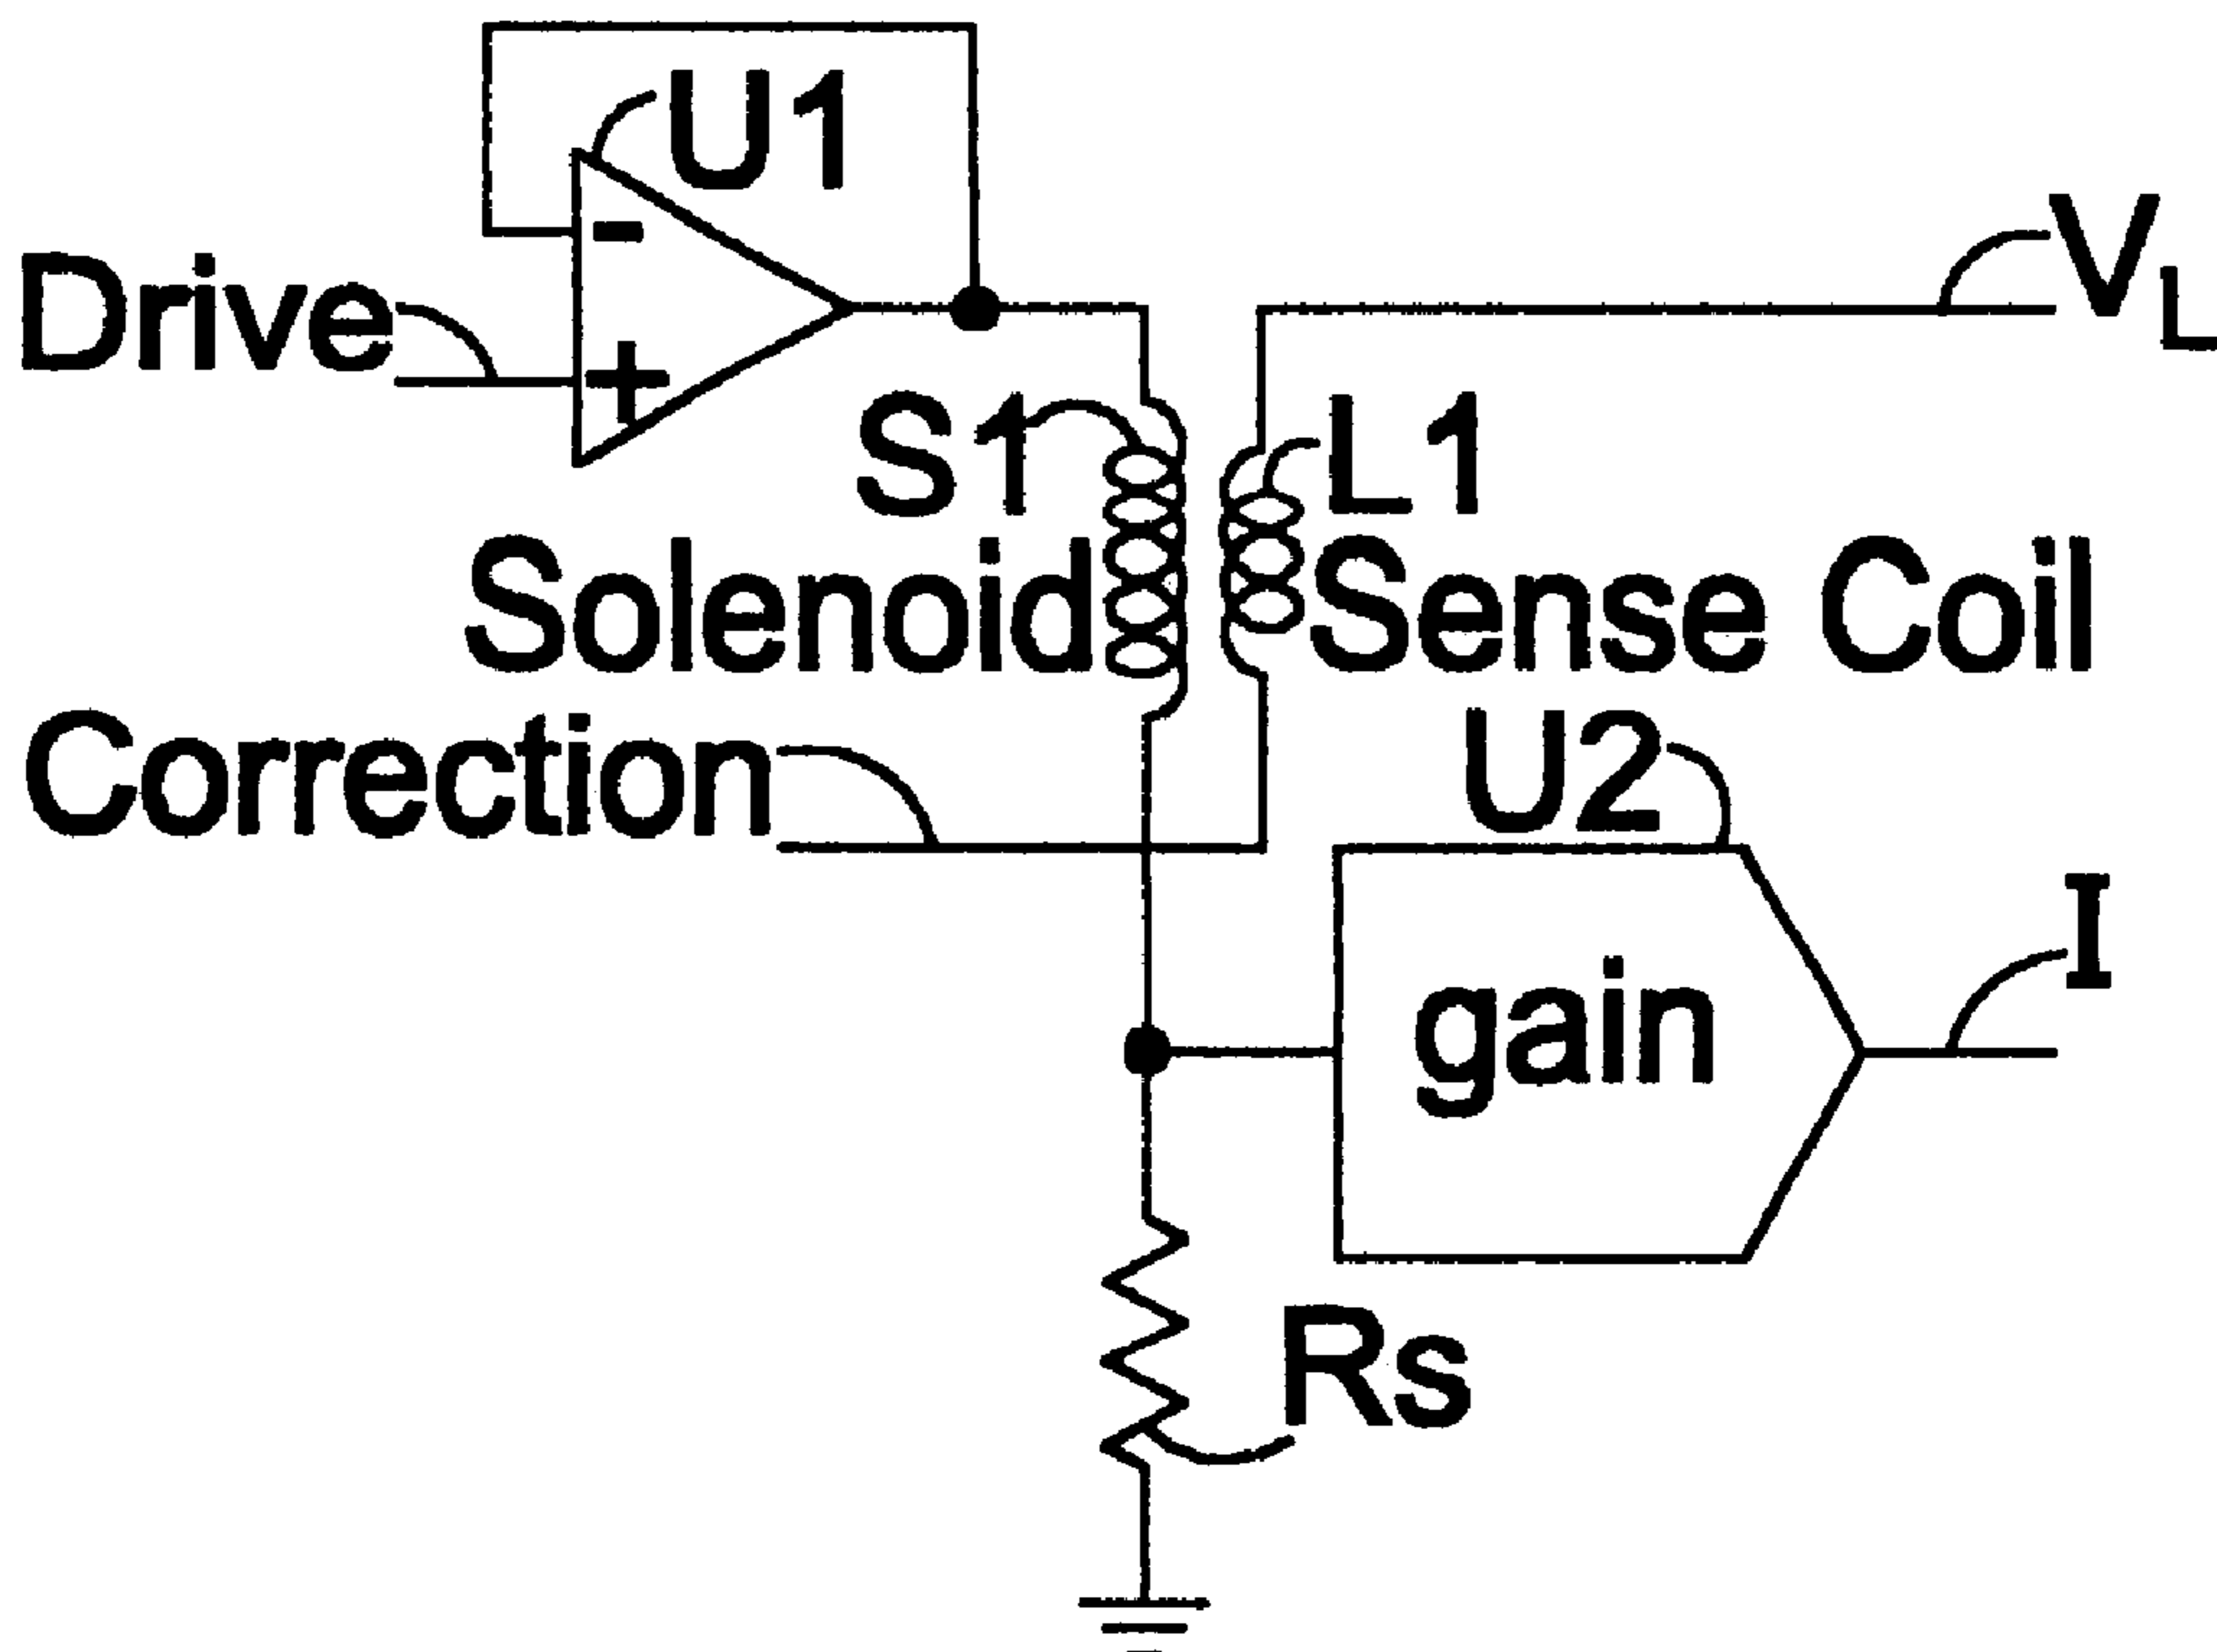 U1
-
Drive
+
V_L
S1
L1
Solenoid
Sense Coil
Correction
U2
I
gain
Rs